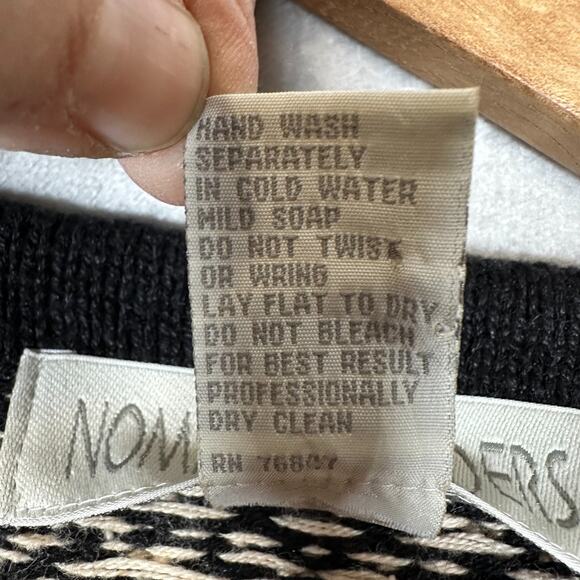 HAND WASH
SEPARATELY
IN COLD WATER
MILD SOAP
DO NOT TWIST
OR WRING
LAY FLAT TO DRY
DO NOT BLEACH
FOR BEST RESULT
PROFESSIONALLY
DRY CLEAN
RN